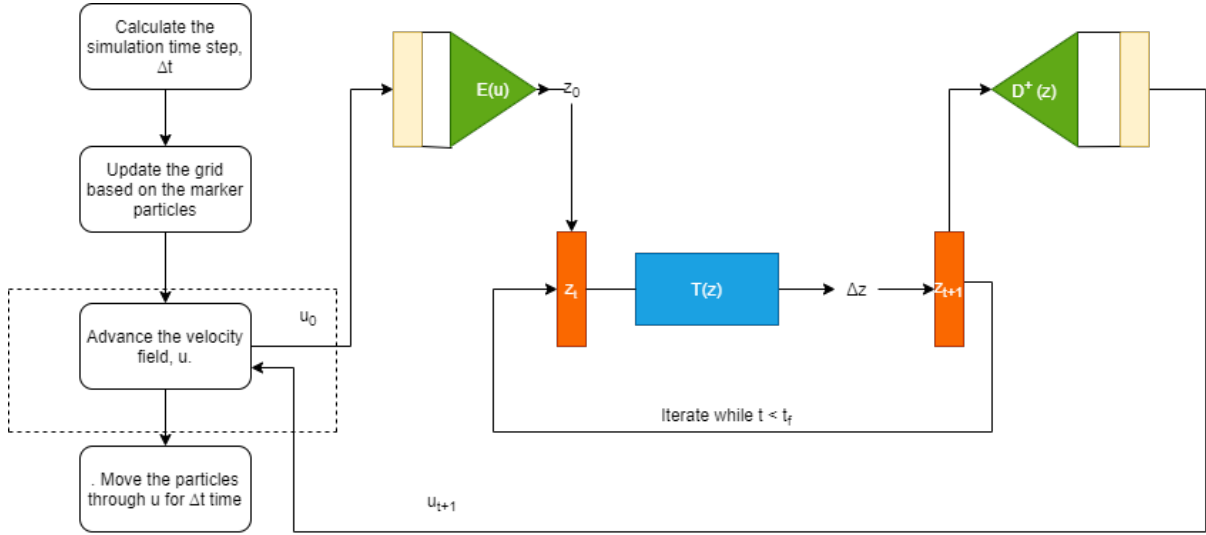 Calculate the
simulation time step,
Δt
Update the grid
based on the marker
particles
Advance the velocity
field, u.
. Move the particles
through u for Δt time
u₀
E(u)
z₀
zₜ
T(z)
Δz
zₜ₊₁
D⁺ (z)
Iterate while t < t_f
uₜ₊₁